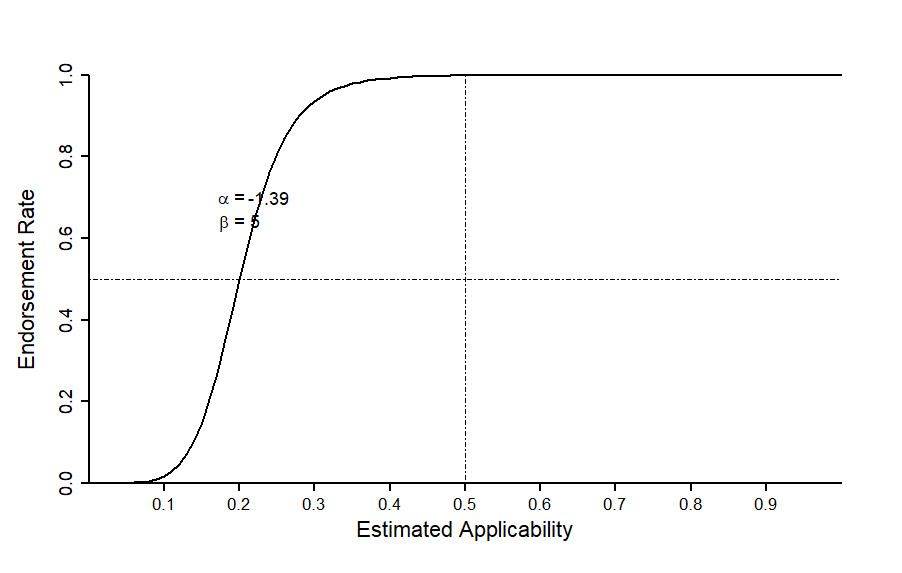 1.0
0.8
0.6
0.4
0.2
0.0
Endorsement Rate
α = -1.39
β = 5
0.1 0.2 0.3 0.4 0.5 0.6 0.7 0.8 0.9
Estimated Applicability